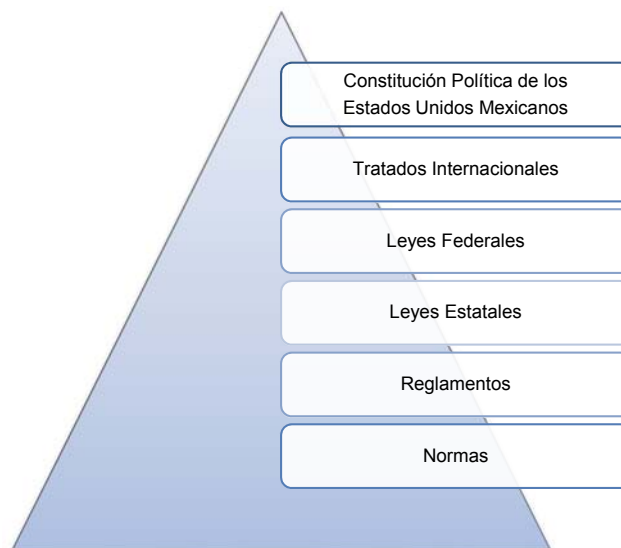 Constitución Política de los
Estados Unidos Mexicanos
Tratados Internacionales
Leyes Federales
Leyes Estatales
Reglamentos
Normas